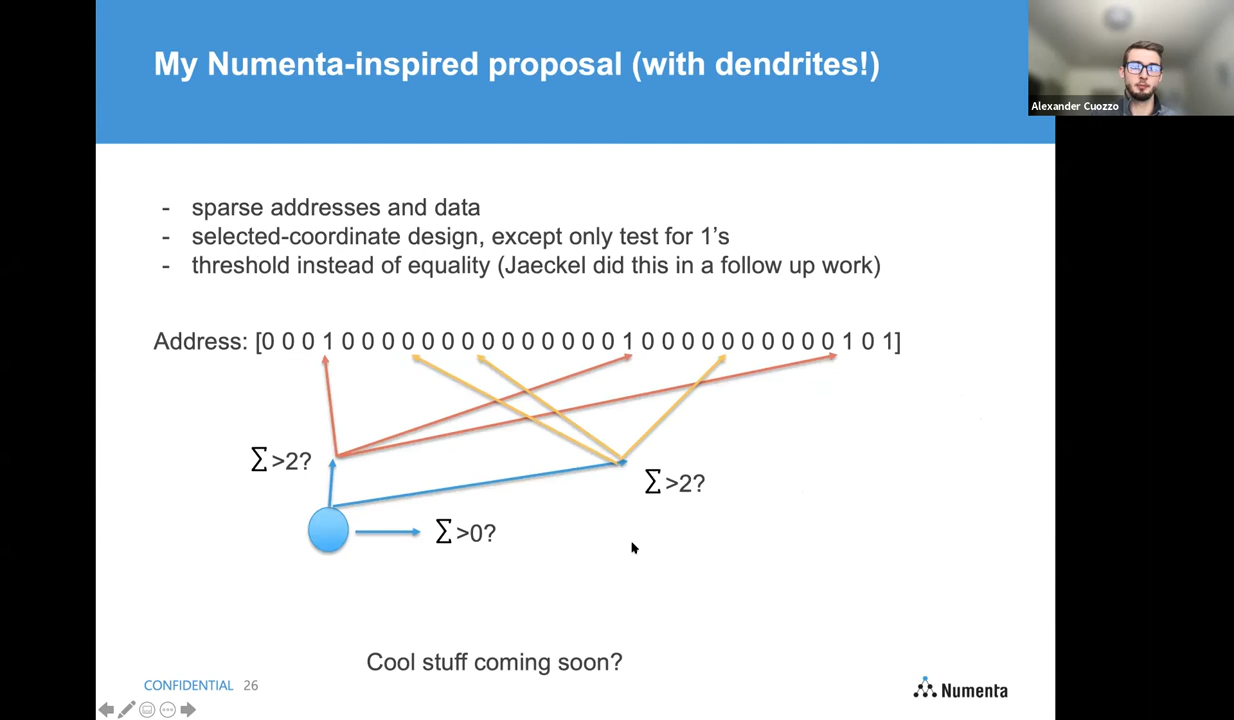 My Numenta-inspired proposal (with dendrites!)
Alexander Cuozzo
- sparse addresses and data
- selected-coordinate design, except only test for 1’s
- threshold instead of equality (Jaeckel did this in a follow up work)
Address: [0 0 0 1 0 0 0 0 0 0 0 0 0 0 0 0 0 0 1 0 0 0 0 0 0 0 0 0 0 1 0 1]
∑>2?
∑>2?
∑>0?
Cool stuff coming soon?
CONFIDENTIAL 26
Numenta